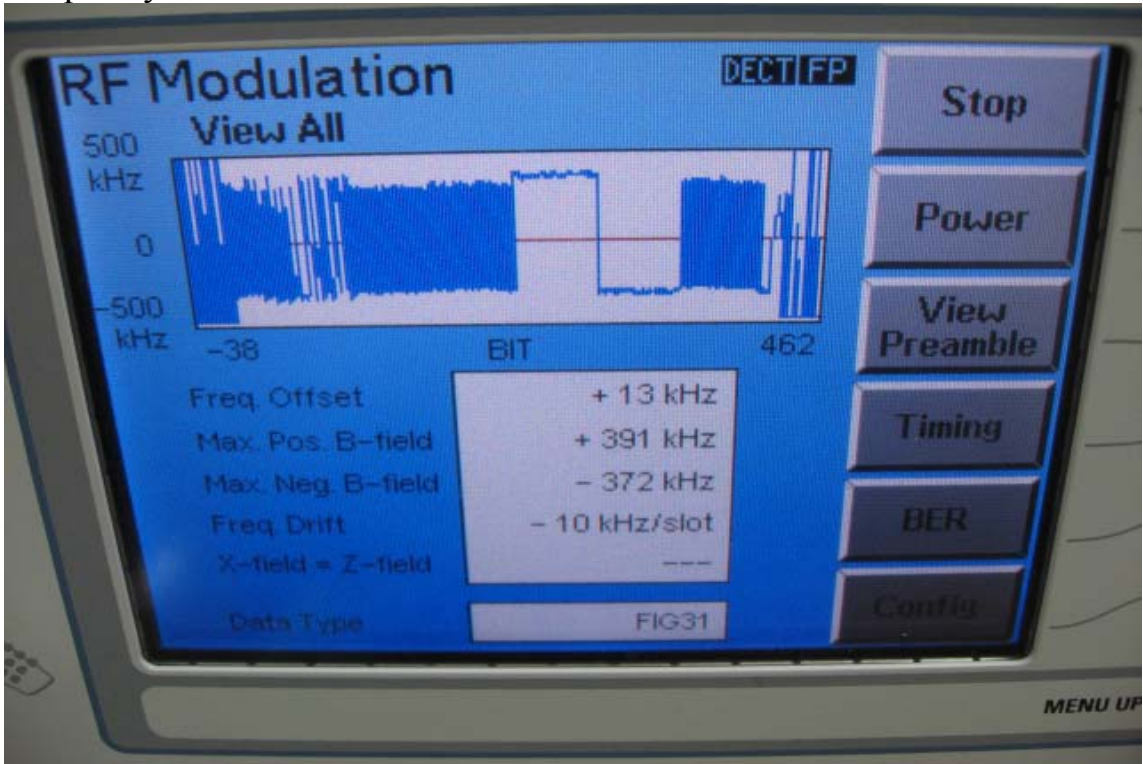 RF Modulation
DECT FP
View All
500
kHz
0
-500
kHz
-38
BIT
462
Freq. Offset
+ 13 kHz
Max. Pos. B-field
+ 391 kHz
Max. Neg. B-field
- 372 kHz
Freq. Drift
- 10 kHz/slot
X-field = Z-field
---
Data Type
FIG31
Stop
Power
View
Preamble
Timing
BER
Config
MENU UP